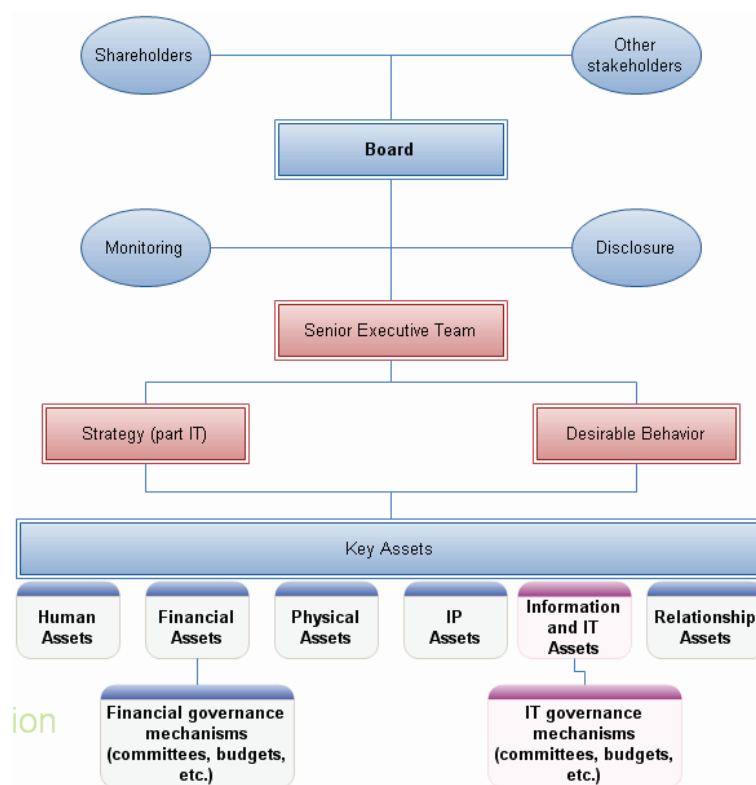 Shareholders
Other
stakeholders
Board
Monitoring
Disclosure
Senior Executive Team
Strategy (part IT)
Desirable Behavior
Key Assets
Human
Assets
Financial
Assets
Physical
Assets
IP
Assets
Information
and IT
Assets
Relationship
Assets
ion
Financial governance
mechanisms
(committees, budgets,
etc.)
IT governance
mechanisms
(committees, budgets,
etc.)